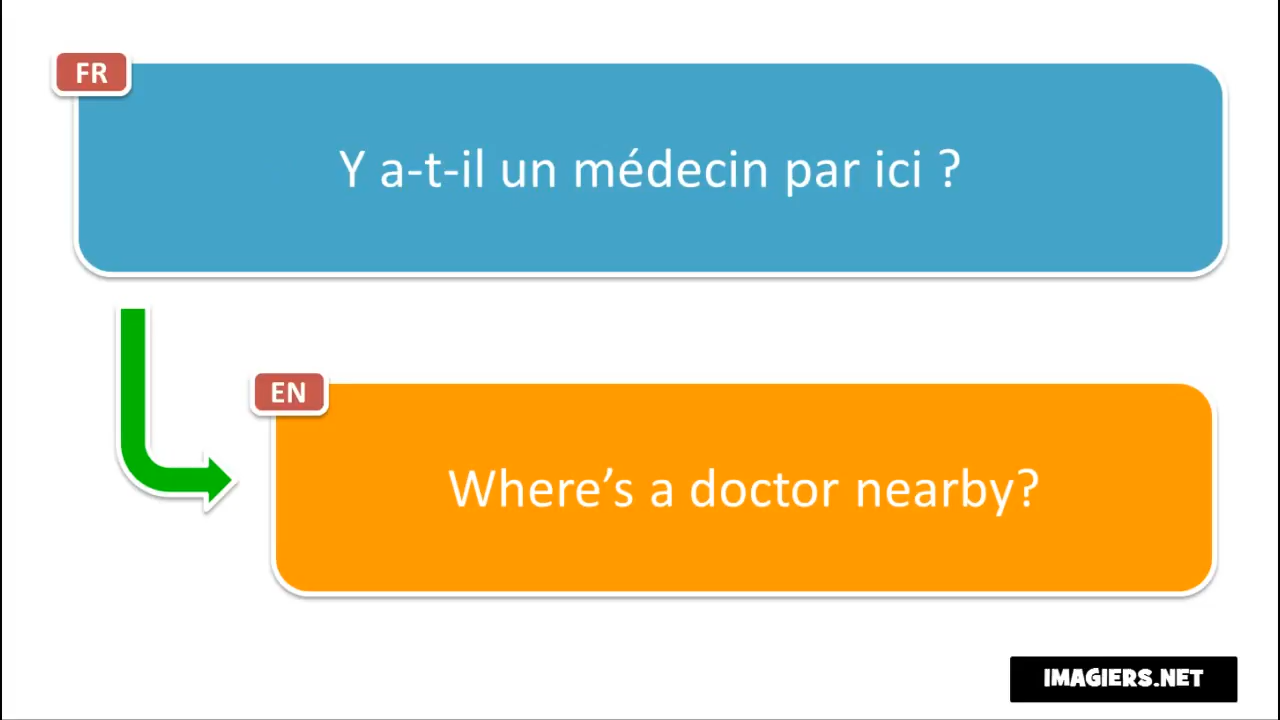 FR
Y a-t-il un médecin par ici ?
EN
Where’s a doctor nearby?
IMAGIERS.NET